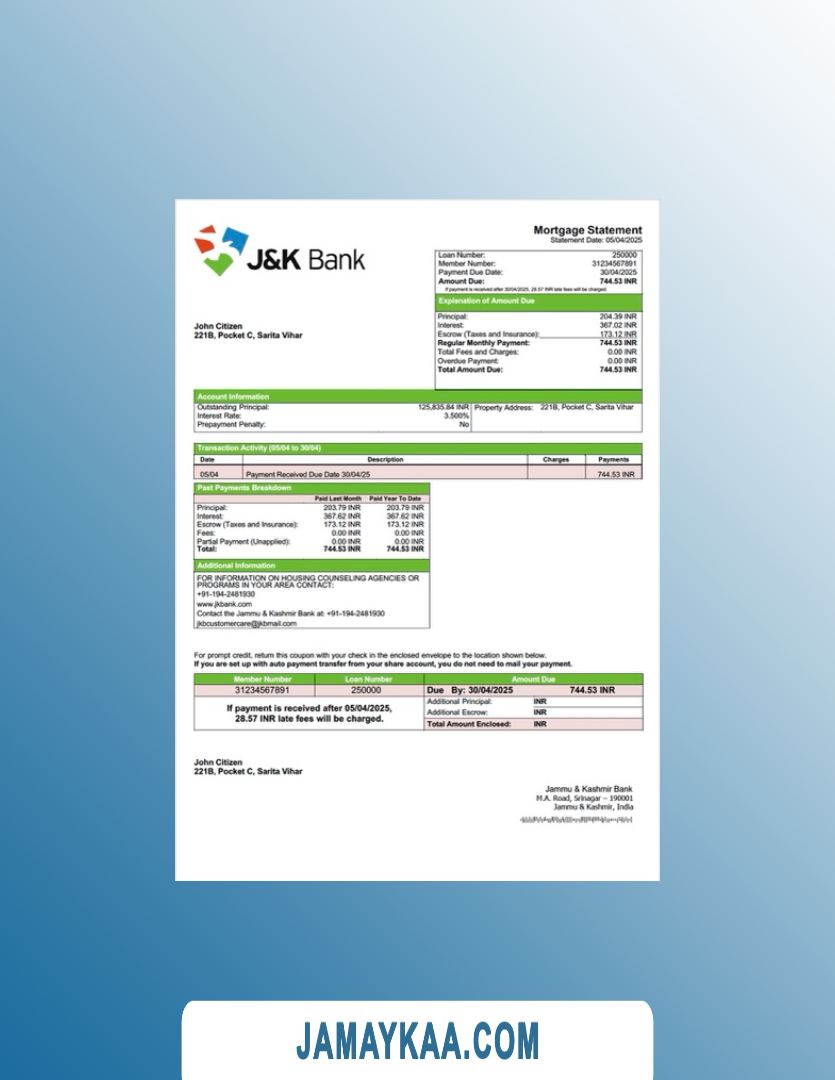 J&K Bank
Mortgage Statement
Statement Date: 05/04/2025
Loan Number: 250000
Member Number: 31234567891
Payment Due Date: 30/04/2025
Amount Due: 744.53 INR
If payment is received after 30/04/2025, 28.57 INR late fees will be charged.
Explanation of Amount Due
Principal: 204.39 INR
Interest: 367.02 INR
Escrow (Taxes and Insurance): 173.12 INR
Regular Monthly Payment: 744.53 INR
Total Fees and Charges: 0.00 INR
Overdue Payment: 0.00 INR
Total Amount Due: 744.53 INR
John Citizen
221B, Pocket C, Sarita Vihar
Account Information
Outstanding Principal: 125,835.84 INR Property Address: 221B, Pocket C, Sarita Vihar
Interest Rate: 3.500%
Prepayment Penalty: No
Transaction Activity (05/04 to 30/04)
Date Description Charges Payments
05/04 Payment Received Due Date 30/04/25 744.53 INR
Past Payments Breakdown
Paid Last Month Paid Year To Date
Principal: 203.79 INR 203.79 INR
Interest: 367.62 INR 367.62 INR
Escrow (Taxes and Insurance): 173.12 INR 173.12 INR
Fees: 0.00 INR 0.00 INR
Partial Payment (Unapplied): 0.00 INR 0.00 INR
Total: 744.53 INR 744.53 INR
Additional Information
FOR INFORMATION ON HOUSING COUNSELING AGENCIES OR
PROGRAMS IN YOUR AREA CONTACT:
+91-194-2481930
www.jkbank.com
Contact the Jammu & Kashmir Bank at: +91-194-2481930
jkbcustomercare@jkbmail.com
For prompt credit, return this coupon with your check in the enclosed envelope to the location shown below.
If you are set up with auto payment transfer from your share account, you do not need to mail your payment.
Member Number Loan Number Amount Due
31234567891 250000 Due By: 30/04/2025 744.53 INR
If payment is received after 05/04/2025,
28.57 INR late fees will be charged.
Additional Principal: INR
Additional Escrow: INR
Total Amount Enclosed: INR
John Citizen
221B, Pocket C, Sarita Vihar
Jammu & Kashmir Bank
M.A. Road, Srinagar – 190001
Jammu & Kashmir, India
JAMAYKAA.COM